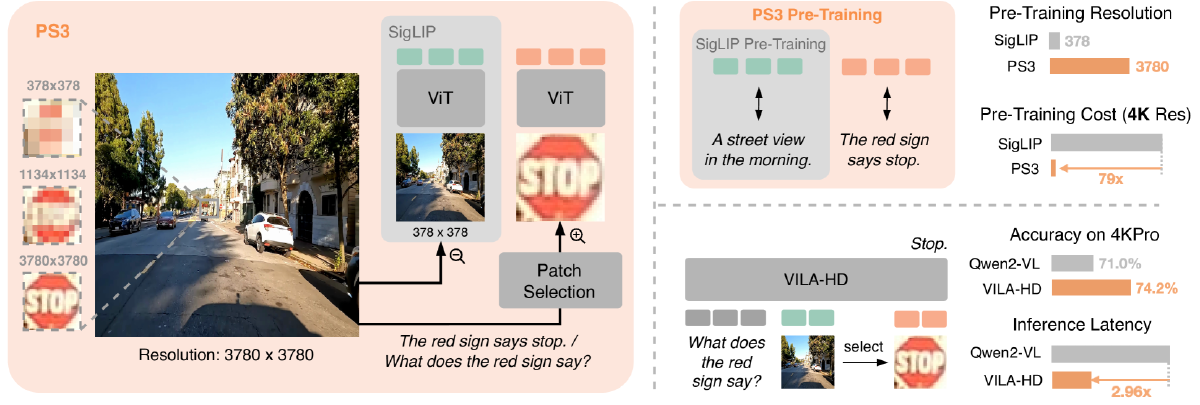 PS3
378x378
1134x1134
3780x3780
STOP
Resolution: 3780 x 3780
SigLIP
ViT
378 x 378
ViT
STOP
Patch
Selection
The red sign says stop. /
What does the red sign say?
PS3 Pre-Training
SigLIP Pre-Training
A street view
in the morning.
The red sign
says stop.
Pre-Training Resolution
SigLIP
378
PS3
3780
Pre-Training Cost (4K Res)
SigLIP
PS3
79x
Stop.
VILA-HD
What does
the red
sign say?
select
STOP
Accuracy on 4KPro
Qwen2-VL
71.0%
VILA-HD
74.2%
Inference Latency
Qwen2-VL
VILA-HD
2.96x